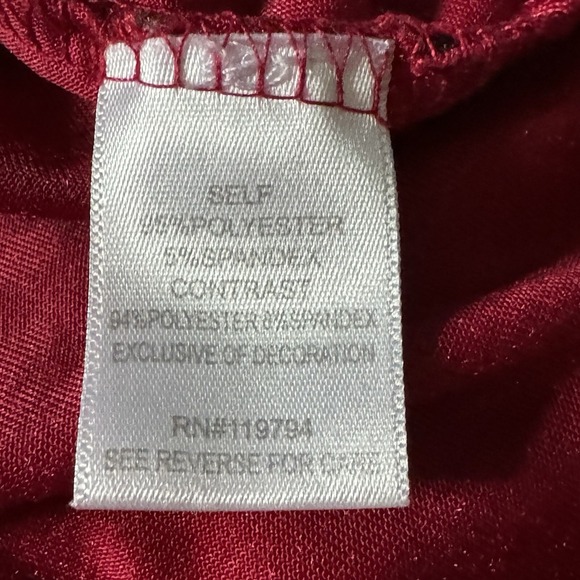 SELF
95%POLYESTER
5%SPANDEX
CONTRAST
94%POLYESTER 6%SPANDEX
EXCLUSIVE OF DECORATION
RN#119794
SEE REVERSE FOR CARE